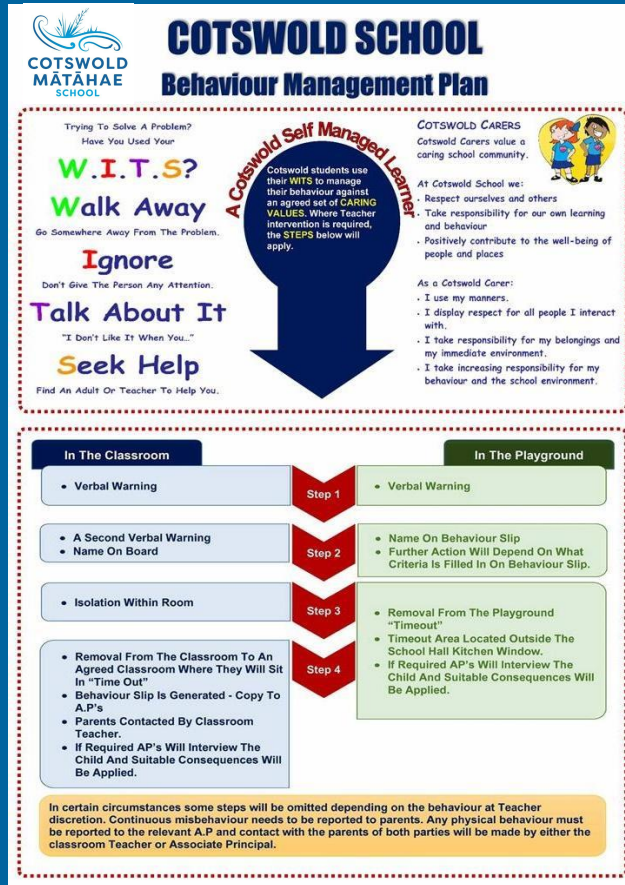 COTSWOLD
MĀTĀHAE
SCHOOL
COTSWOLD SCHOOL
Behaviour Management Plan
Trying To Solve A Problem?
Have You Used Your
W.I.T.S?
Walk Away
Go Somewhere Away From The Problem.
Ignore
Don't Give The Person Any Attention.
Talk About It
"I Don't Like It When You..."
Seek Help
Find An Adult Or Teacher To Help You.
A Cotswold Self Managed Learner
Cotswold students use
their WITS to manage
their behaviour against
an agreed set of CARING
VALUES. Where Teacher
intervention is required,
the STEPS below will
apply.
COTSWOLD CARERS
Cotswold Carers value a
caring school community.
At Cotswold School we:
. Respect ourselves and others
. Take responsibility for our own learning
and behaviour
. Positively contribute to the well-being of
people and places
As a Cotswold Carer:
. I use my manners.
. I display respect for all people I interact
with.
. I take responsibility for my belongings and
my immediate environment.
. I take increasing responsibility for my
behaviour and the school environment.
In The Classroom
In The Playground
• Verbal Warning
Step 1
• Verbal Warning
• A Second Verbal Warning
• Name On Board
Step 2
• Name On Behaviour Slip
• Further Action Will Depend On What
Criteria Is Filled In On Behaviour Slip.
• Isolation Within Room
Step 3
• Removal From The Classroom To An
Agreed Classroom Where They Will Sit
In "Time Out"
• Behaviour Slip Is Generated - Copy To
A.P's
• Parents Contacted By Classroom
Teacher.
• If Required AP's Will Interview The
Child And Suitable Consequences Will
Be Applied.
Step 4
• Removal From The Playground
"Timeout"
• Timeout Area Located Outside The
School Hall Kitchen Window.
• If Required AP's Will Interview The
Child And Suitable Consequences Will
Be Applied.
In certain circumstances some steps will be omitted depending on the behaviour at Teacher
discretion. Continuous misbehaviour needs to be reported to parents. Any physical behaviour must
be reported to the relevant A.P and contact with the parents of both parties will be made by either the
classroom Teacher or Associate Principal.